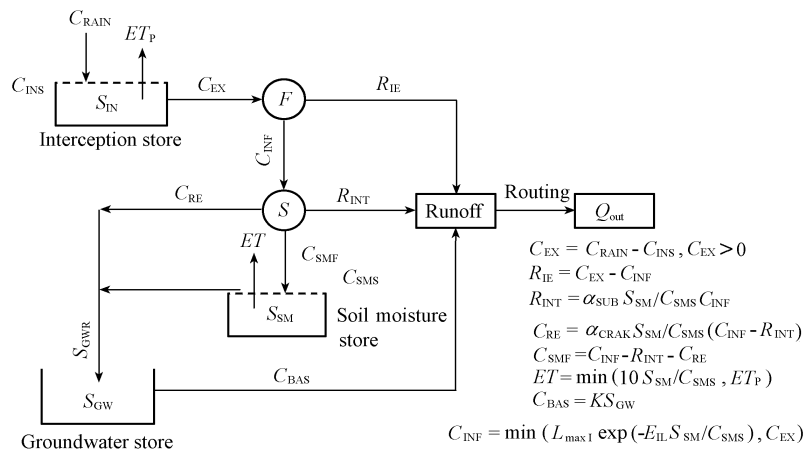 C_RAIN
ET_P
C_INS
S_IN
Interception store
C_EX
F
R_IE
C_INF
C_RE
S
R_INT
Runoff
Routing
Q_out
ET
C_SMF
C_SMS
S_SM
Soil moisture
store
S_GWR
S_GW
C_BAS
Groundwater store
C_EX = C_RAIN - C_INS, C_EX > 0
R_IE = C_EX - C_INF
R_INT = α_SUB S_SM/C_SMS C_INF
C_RE = α_CRAK S_SM/C_SMS (C_INF - R_INT)
C_SMF = C_INF - R_INT - C_RE
ET = min (10 S_SM/C_SMS, ET_P)
C_BAS = KS_GW
C_INF = min (L_max I exp (-E_IL S_SM/C_SMS), C_EX)